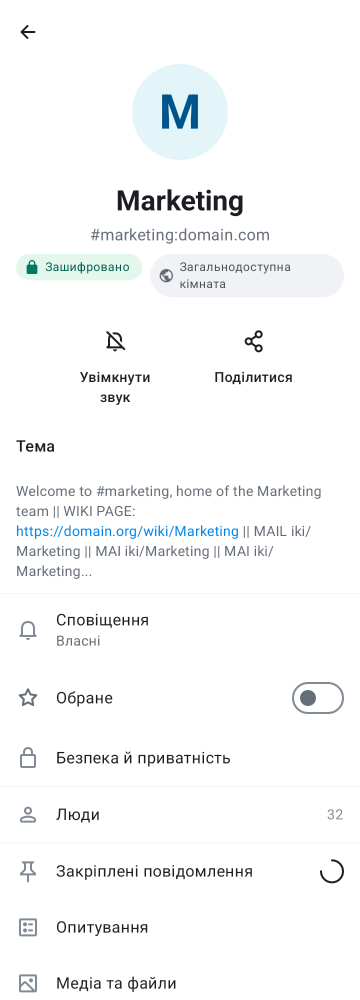 M
Marketing
#marketing:domain.com
Зашифровано
Загальнодоступна
кімната
Увімкнути
звук
Поділитися
Тема
Welcome to #marketing, home of the Marketing
team || WIKI PAGE:
https://domain.org/wiki/Marketing || MAIL iki/
Marketing || MAI iki/Marketing || MAI iki/
Marketing...
Сповіщення
Власні
Обране
Безпека й приватність
Люди 32
Закріплені повідомлення
Опитування
Медіа та файли